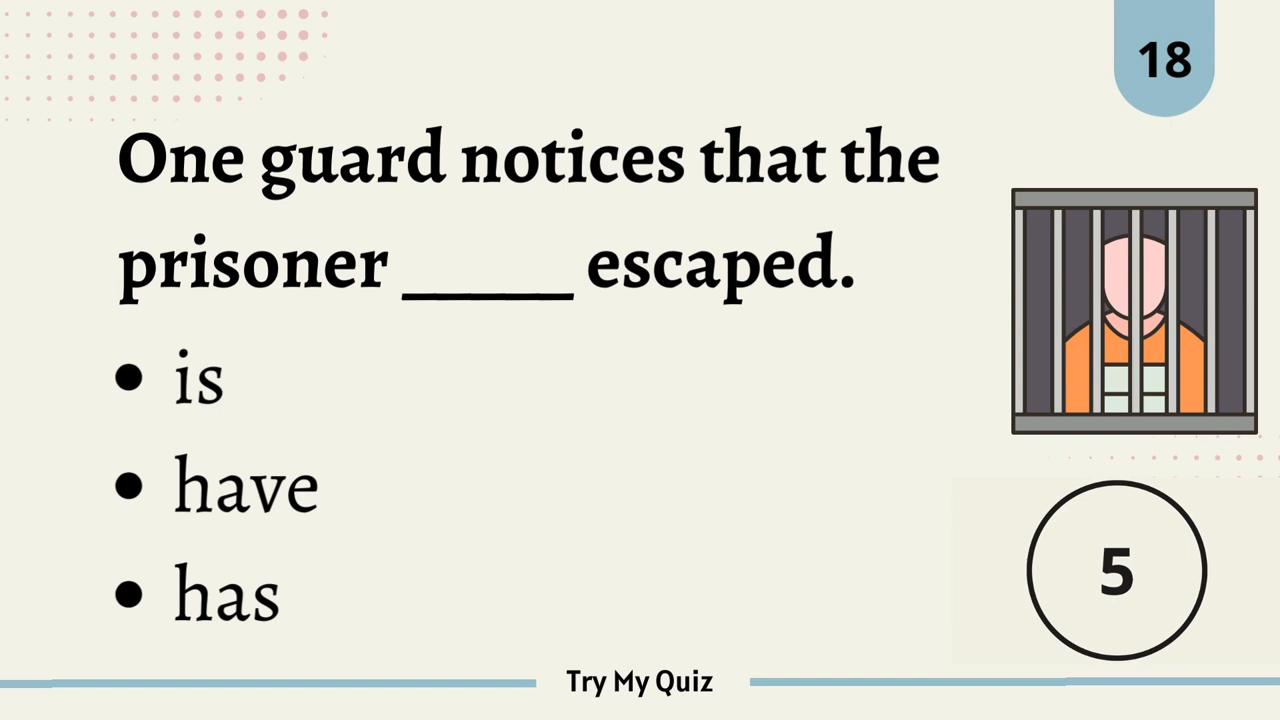 18
One guard notices that the
prisoner _____ escaped.
• is
• have
• has
5
Try My Quiz